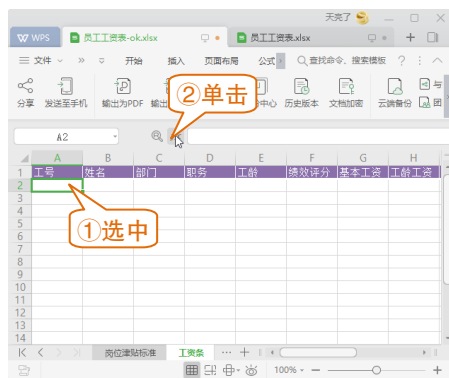 天亮了
WPS 员工工资表-ok.xlsx 员工工资表.xlsx
文件 开始 插入 页面布局 公式 查找命令、搜索模板
分享 发送至手机 输出为PDF 中心 历史版本 文档加密 云端备份 团
②单击
A2
A B C D E F G H
1 工号 姓名 部门 职务 工龄 绩效评分 基本工资 工龄工资
2
3
4
①选中
5
6
7
8
9
10
11
12
13
14
岗位津贴标准 工资条 ···
100%